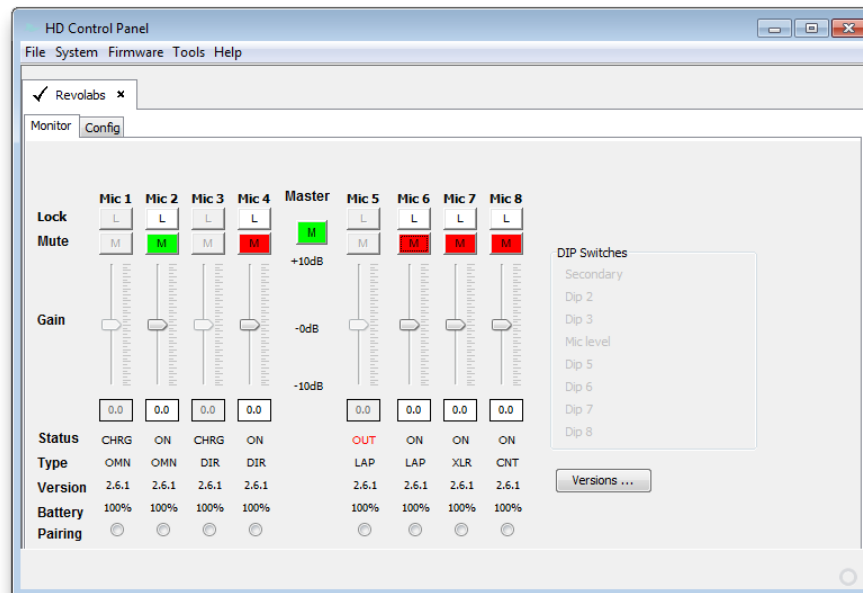 HD Control Panel
File System Firmware Tools Help
Revolabs
Monitor Config
Mic 1 Mic 2 Mic 3 Mic 4 Master Mic 5 Mic 6 Mic 7 Mic 8
Lock L L L L L L L L
Mute M M M M M M M M M
+10dB
DIP Switches
Secondary
Dip 2
Dip 3
Gain -0dB
Mic level
Dip 5
-10dB
Dip 6
Dip 7
0.0 0.0 0.0 0.0 0.0 0.0 0.0 0.0
Dip 8
Status CHRG ON CHRG ON OUT ON ON ON
Type OMN OMN DIR DIR LAP LAP XLR CNT
Version 2.6.1 2.6.1 2.6.1 2.6.1 2.6.1 2.6.1 2.6.1 2.6.1
Versions ...
Battery 100% 100% 100% 100% 100% 100% 100% 100%
Pairing